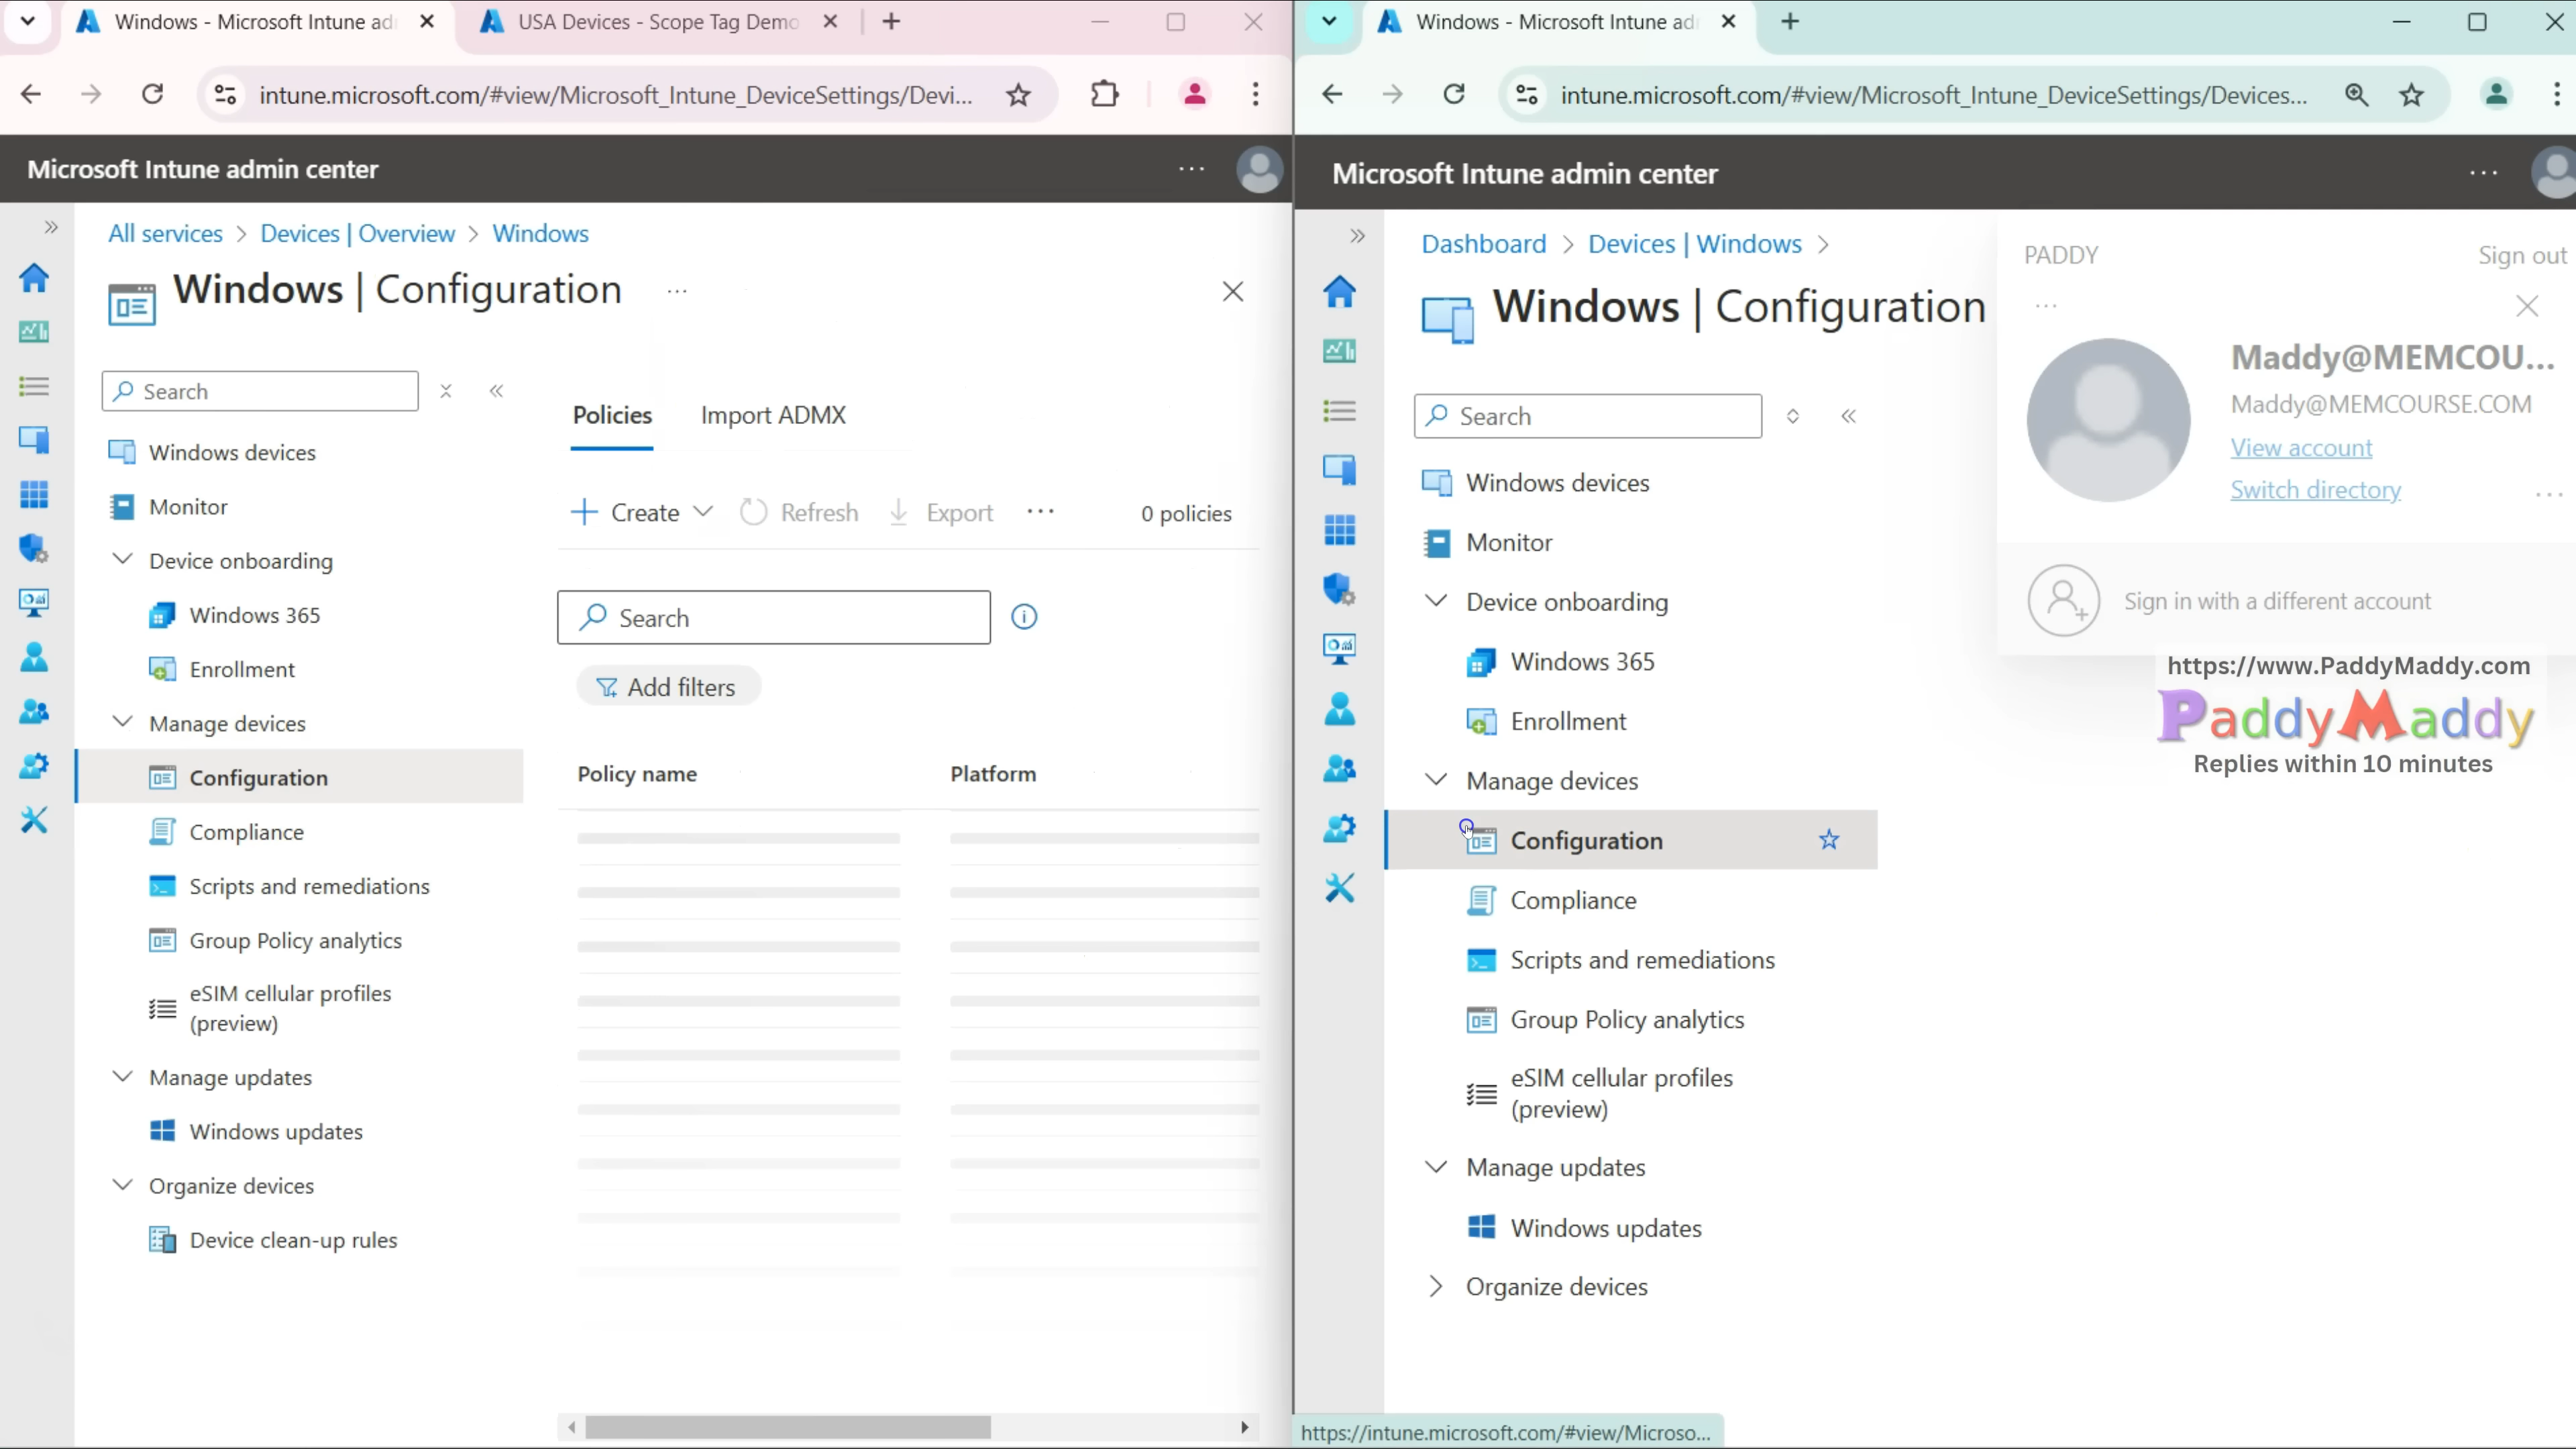 Windows - Microsoft Intune ad
USA Devices - Scope Tag Demo
intune.microsoft.com/#view/Microsoft_Intune_DeviceSettings/Devi...
Microsoft Intune admin center
All services > Devices | Overview > Windows
Windows | Configuration
Search
Windows devices
Monitor
Device onboarding
Windows 365
Enrollment
Manage devices
Configuration
Compliance
Scripts and remediations
Group Policy analytics
eSIM cellular profiles
(preview)
Manage updates
Windows updates
Organize devices
Device clean-up rules
Policies
Import ADMX
Create
Refresh
Export
0 policies
Search
Add filters
Policy name
Platform
Windows - Microsoft Intune ad
intune.microsoft.com/#view/Microsoft_Intune_DeviceSettings/Devices...
Microsoft Intune admin center
Dashboard > Devices | Windows >
Windows | Configuration
Search
Windows devices
Monitor
Device onboarding
Windows 365
Enrollment
Manage devices
Configuration
Compliance
Scripts and remediations
Group Policy analytics
eSIM cellular profiles
(preview)
Manage updates
Windows updates
Organize devices
PADDY
Sign out
Maddy@MEMCOU...
Maddy@MEMCOURSE.COM
View account
Switch directory
Sign in with a different account
https://www.PaddyMaddy.com
PaddyMaddy
Replies within 10 minutes
https://intune.microsoft.com/#view/Microso...